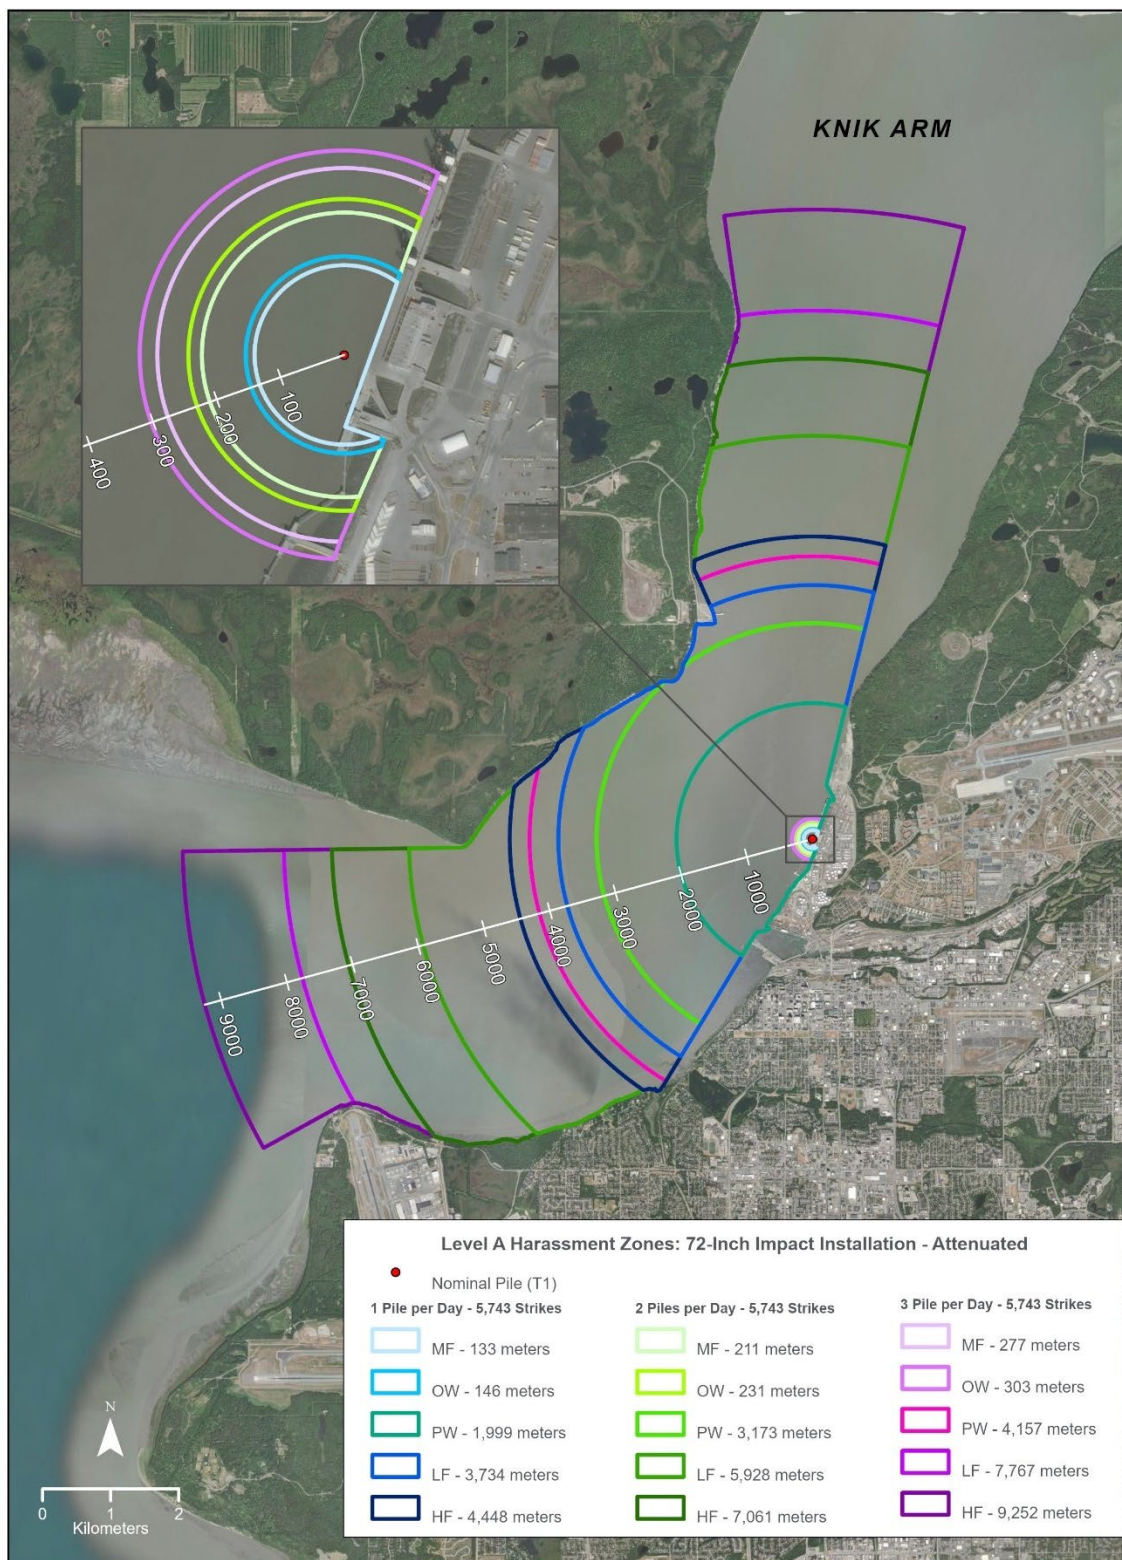 KNIK ARM
100
200
300
400
1000
2000
3000
4000
5000
6000
7000
8000
9000
Level A Harassment Zones: 72-Inch Impact Installation - Attenuated
Nominal Pile (T1)
1 Pile per Day - 5,743 Strikes
MF - 133 meters
OW - 146 meters
PW - 1,999 meters
LF - 3,734 meters
HF - 4,448 meters
2 Piles per Day - 5,743 Strikes
MF - 211 meters
OW - 231 meters
PW - 3,173 meters
LF - 5,928 meters
HF - 7,061 meters
3 Pile per Day - 5,743 Strikes
MF - 277 meters
OW - 303 meters
PW - 4,157 meters
LF - 7,767 meters
HF - 9,252 meters
N
0 1 2
Kilometers